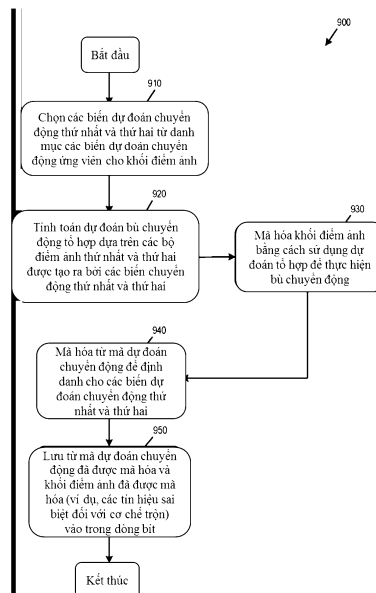 900
Bắt đầu
910
Chọn các biến dự đoán chuyển
động thứ nhất và thứ hai từ danh
mục các biến dự đoán chuyển
động ứng viên cho khối điểm ảnh
920
Tính toán dự đoán bù chuyển
động tổ hợp dựa trên các bộ
điểm ảnh thứ nhất và thứ hai
được tạo ra bởi các biến chuyển
động thứ nhất và thứ hai
930
Mã hóa khối điểm ảnh
bằng cách sử dụng dự
đoán tổ hợp để thực hiện
bù chuyển động
940
Mã hóa từ mã dự đoán
chuyển động để định
danh cho các biến dự
đoán chuyển động thứ
nhất và thứ hai
950
Lưu từ mã dự đoán chuyển
động đã được mã hóa và
khối điểm ảnh đã được mã
hóa (ví dụ, các tín hiệu sai
biệt đối với cơ chế trộn)
vào trong dòng bit
Kết thúc